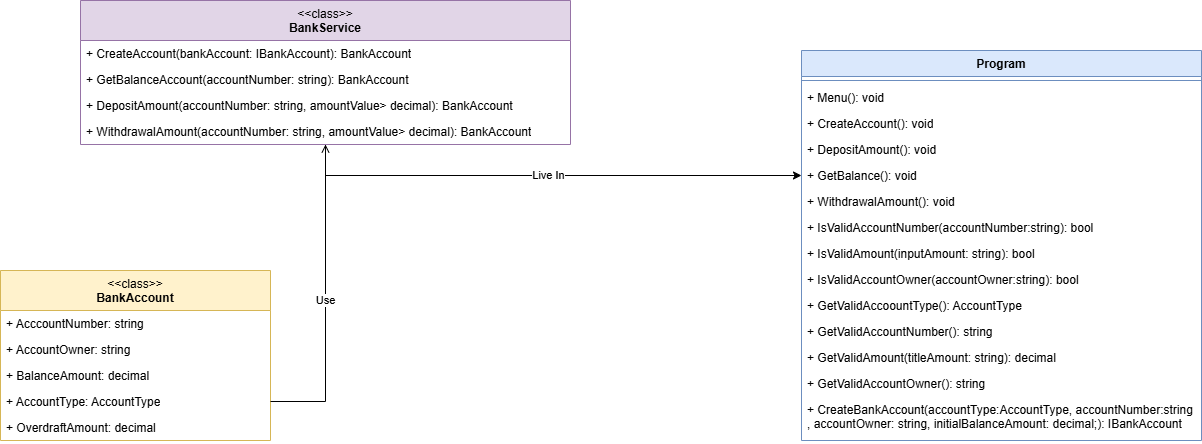 <<class>>
BankService
+ CreateAccount(bankAccount: IBankAccount): BankAccount
+ GetBalanceAccount(accountNumber: string): BankAccount
+ DepositAmount(accountNumber: string, amountValue> decimal): BankAccount
+ WithdrawalAmount(accountNumber: string, amountValue> decimal): BankAccount
Program
+ Menu(): void
+ CreateAccount(): void
+ DepositAmount(): void
+ GetBalance(): void
+ WithdrawalAmount(): void
+ IsValidAccountNumber(accountNumber:string): bool
+ IsValidAmount(inputAmount: string): bool
+ IsValidAccountOwner(accountOwner:string): bool
+ GetValidAccoountType(): AccountType
+ GetValidAccountNumber(): string
+ GetValidAmount(titleAmount: string): decimal
+ GetValidAccountOwner(): string
+ CreateBankAccount(accountType:AccountType, accountNumber:string
, accountOwner: string, initialBalanceAmount: decimal;): IBankAccount
Live In
Use
<<class>>
BankAccount
+ AcccountNumber: string
+ AccountOwner: string
+ BalanceAmount: decimal
+ AccountType: AccountType
+ OverdraftAmount: decimal